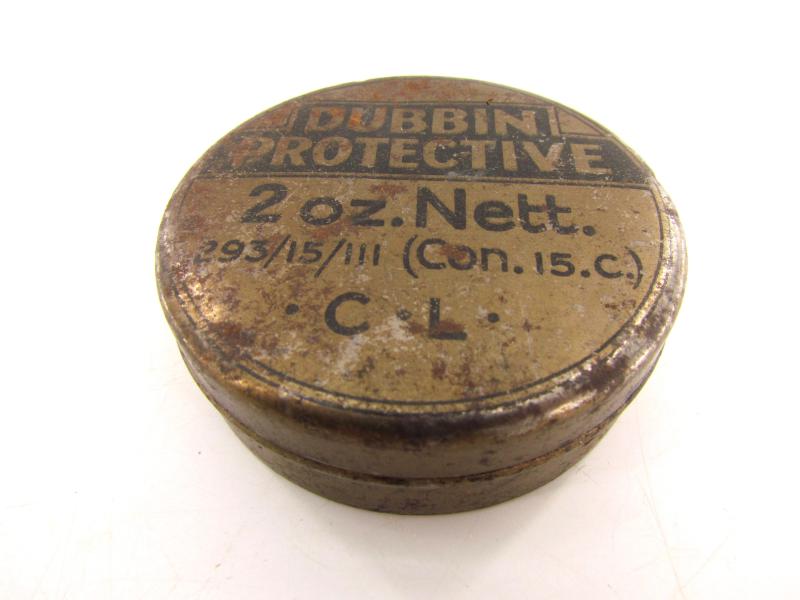 DUBBIN
PROTECTIVE
2 oz. Nett.
293/15/111 (Con. 15.C.)
· C · L ·